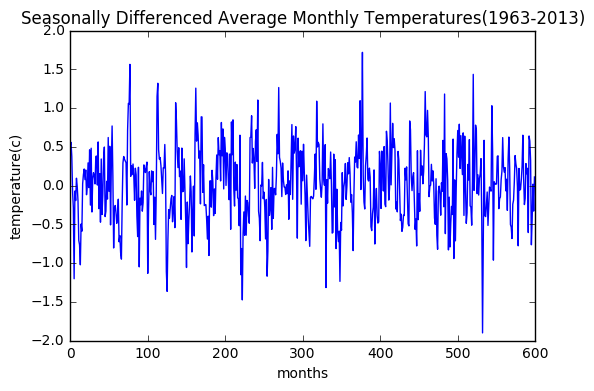 Seasonally Differenced Average Monthly Temperatures(1963-2013)
2.0
1.5
1.0
0.5
0.0
−0.5
−1.0
−1.5
−2.0
temperature(c)
0 100 200 300 400 500 600
months